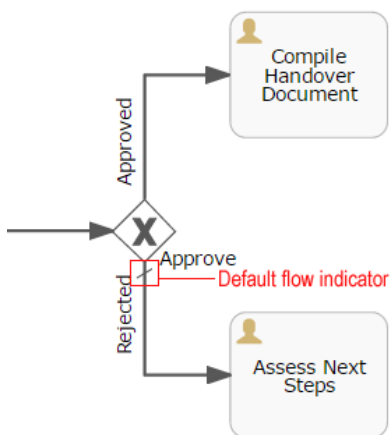 Compile
Handover
Document
Approved
X
Approve
Default flow indicator
Rejected
Assess Next
Steps